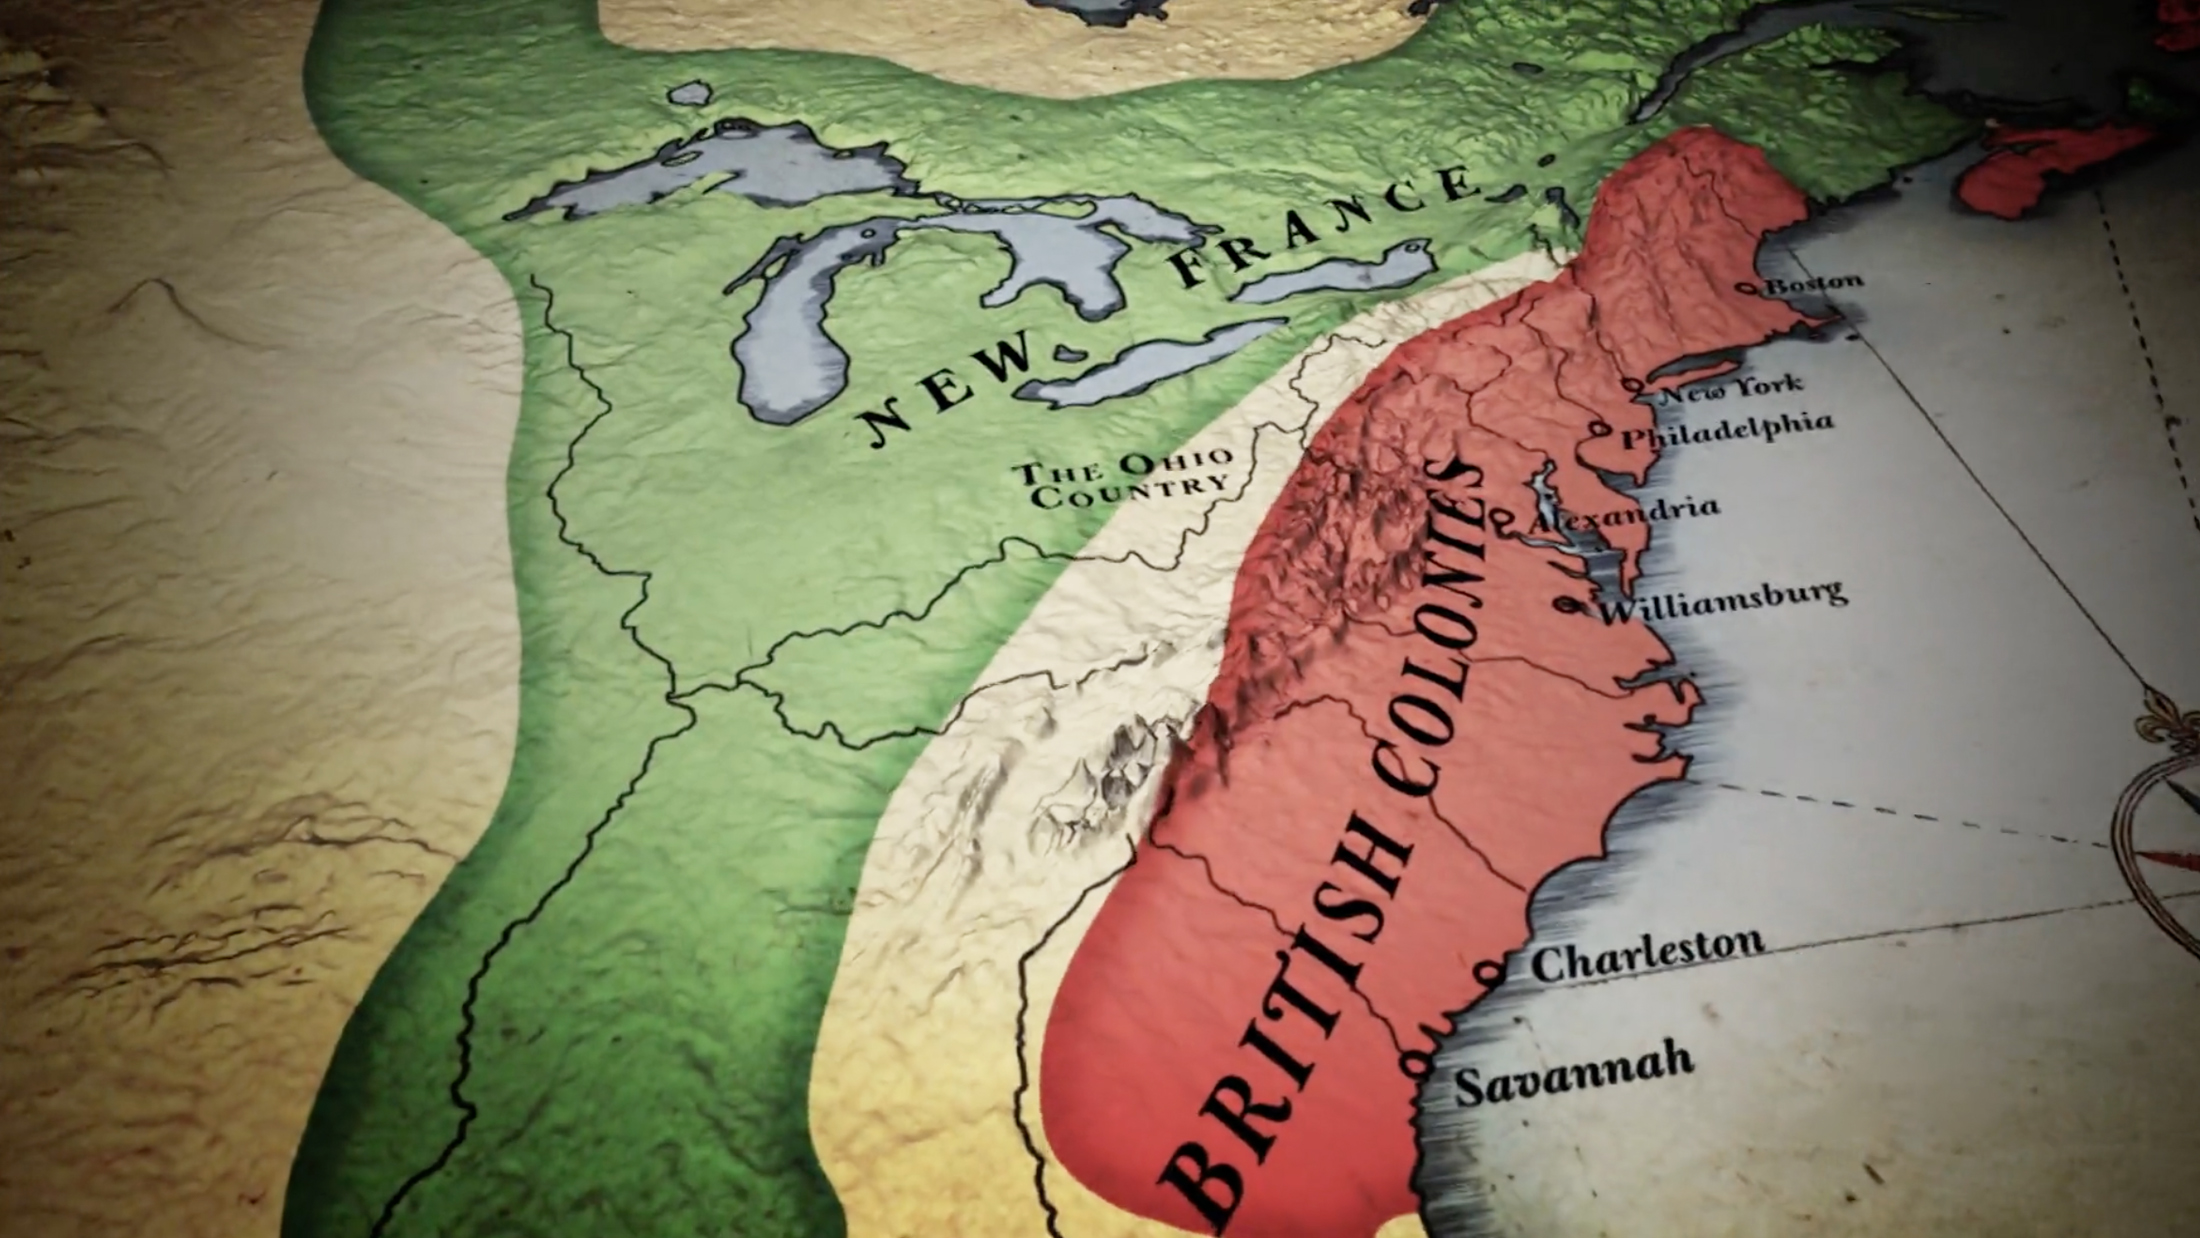 NEW FRANCE
THE OHIO
COUNTRY
BRITISH COLONIES
Boston
New York
Philadelphia
Alexandria
Williamsburg
Charleston
Savannah